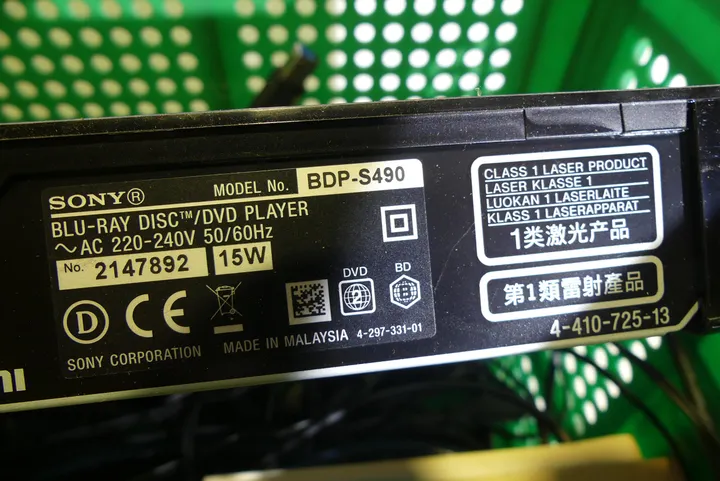 SONY®
MODEL No. BDP-S490
BLU-RAY DISC™/DVD PLAYER
~AC 220-240V 50/60Hz
No. 2147892 15W
DVD BD
D CE 2
SONY CORPORATION MADE IN MALAYSIA 4-297-331-01
CLASS 1 LASER PRODUCT
LASER KLASSE 1
LUOKAN 1 LASERLAITE
KLASS 1 LASERAPPARAT
1类激光产品
第1類雷射產品
4-410-725-13